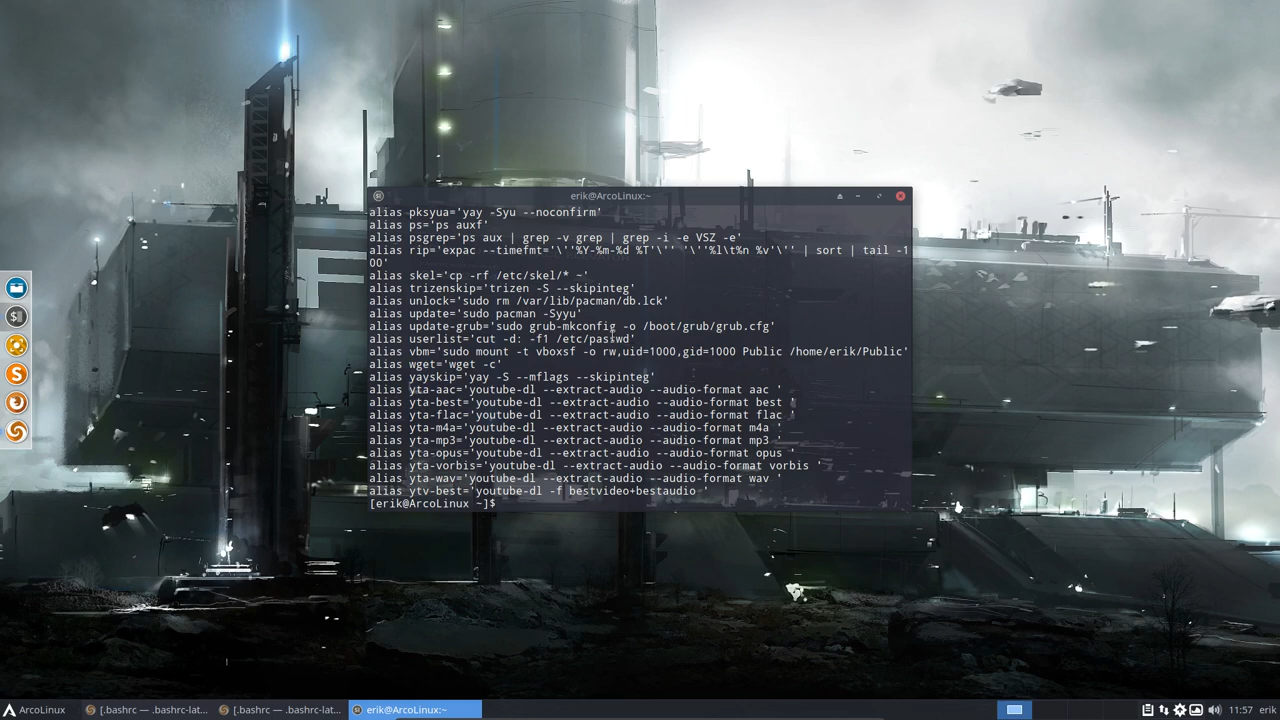 erik@ArcoLinux:~
alias pksyua='yay -Syu --noconfirm'
alias ps='ps auxf'
alias psgrep='ps aux | grep -v grep | grep -i -e VSZ -e'
alias rip='expac --timefmt='\''%Y-%m-%d %T'\'' '\''%l\t%n %v'\'' | sort | tail -1
00'
alias skel='cp -rf /etc/skel/* ~'
alias trizenskip='trizen -S --skipinteg'
alias unlock='sudo rm /var/lib/pacman/db.lck'
alias update='sudo pacman -Syyu'
alias update-grub='sudo grub-mkconfig -o /boot/grub/grub.cfg'
alias userlist='cut -d: -f1 /etc/passwd'
alias vbm='sudo mount -t vboxsf -o rw,uid=1000,gid=1000 Public /home/erik/Public'
alias wget='wget -c'
alias yayskip='yay -S --mflags --skipinteg'
alias yta-aac='youtube-dl --extract-audio --audio-format aac '
alias yta-best='youtube-dl --extract-audio --audio-format best '
alias yta-flac='youtube-dl --extract-audio --audio-format flac '
alias yta-m4a='youtube-dl --extract-audio --audio-format m4a '
alias yta-mp3='youtube-dl --extract-audio --audio-format mp3 '
alias yta-opus='youtube-dl --extract-audio --audio-format opus '
alias yta-vorbis='youtube-dl --extract-audio --audio-format vorbis '
alias yta-wav='youtube-dl --extract-audio --audio-format wav '
alias ytv-best='youtube-dl -f bestvideo+bestaudio '
[erik@ArcoLinux ~]$
ArcoLinux [.bashrc — .bashrc-lat... [.bashrc — .bashrc-lat... erik@ArcoLinux:~ 11:57 erik